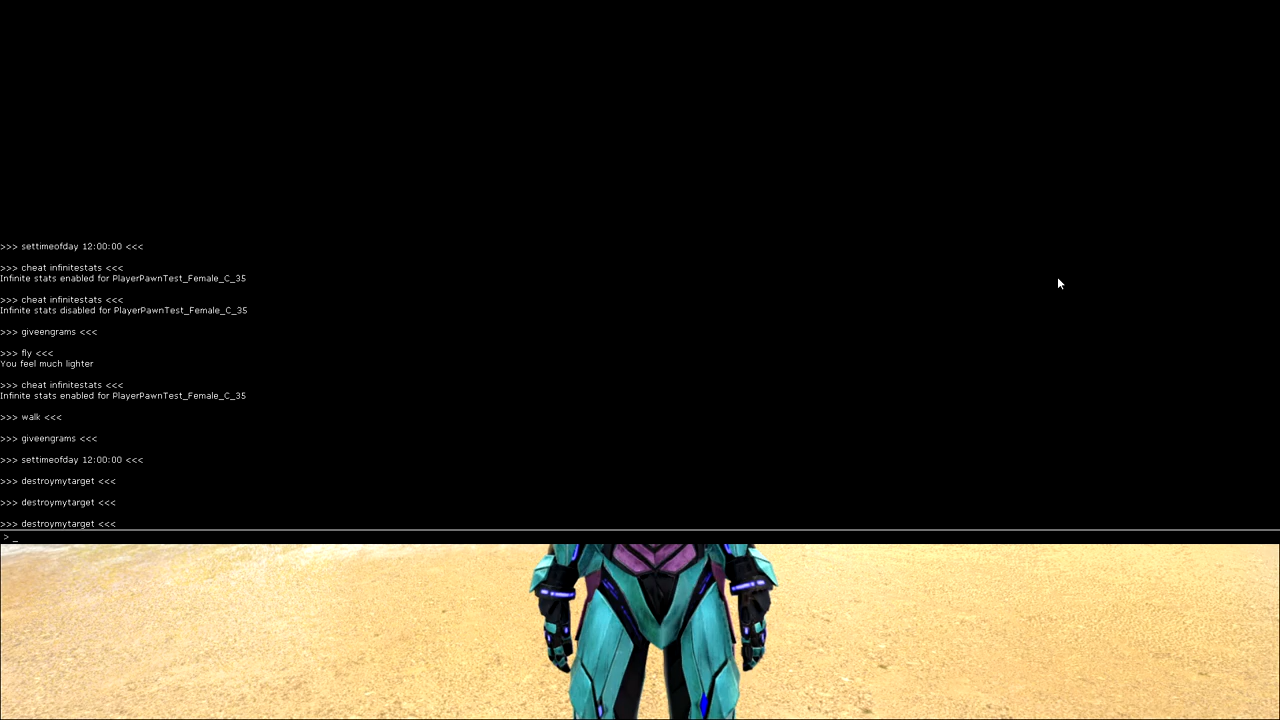 >>> settimeofday 12:00:00 <<<
>>> cheat infinitestats <<<
Infinite stats enabled for PlayerPawnTest_Female_C_35
>>> cheat infinitestats <<<
Infinite stats disabled for PlayerPawnTest_Female_C_35
>>> giveengrams <<<
>>> fly <<<
You feel much lighter
>>> cheat infinitestats <<<
Infinite stats enabled for PlayerPawnTest_Female_C_35
>>> walk <<<
>>> giveengrams <<<
>>> settimeofday 12:00:00 <<<
>>> destroymytarget <<<
>>> destroymytarget <<<
>>> destroymytarget <<<
> _